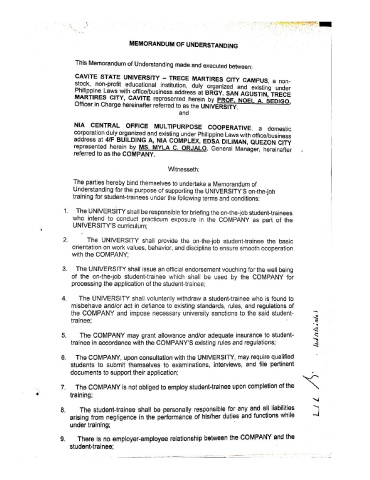 MEMORANDUM OF UNDERSTANDING
This Memorandum of Understanding made and executed between:
CAVITE STATE UNIVERSITY – TRECE MARTIRES CITY CAMPUS, a non-
stock, non-profit educational institution, duly organized and existing under
Philippine Laws with office/business address at BRGY. SAN AGUSTIN, TRECE
MARTIRES CITY, CAVITE represented herein by PROF. NOEL A. SEDIGO,
Officer in Charge hereinafter referred to as the UNIVERSITY.
and
NIA CENTRAL OFFICE MULTIPURPOSE COOPERATIVE, a domestic
corporation duly organized and existing under Philippine Laws with office/business
address at 4/F BUILDING A, NIA COMPLEX, EDSA DILIMAN, QUEZON CITY
represented herein by MS. MYLA C. ORJALO, General Manager, hereinafter
referred to as the COMPANY.
Witnesseth:
The parties hereby bind themselves to undertake a Memorandum of
Understanding for the purpose of supporting the UNIVERSITY'S on-the-job
training for student-trainees under the following terms and conditions:
1. The UNIVERSITY shall be responsible for briefing the on-the-job student-trainees
who intend to conduct practicum exposure in the COMPANY as part of the
UNIVERSITY'S curriculum;
2. The UNIVERSITY shall provide the on-the-job student-trainees the basic
orientation on work values, behavior, and discipline to ensure smooth cooperation
with the COMPANY;
3. The UNIVERSITY shall issue an official endorsement vouching for the well being
of the on-the-job student-trainee which shall be used by the COMPANY for
processing the application of the student-trainee;
4. The UNIVERSITY shall voluntarily withdraw a student-trainee who is found to
misbehave and/or act in defiance to existing standards, rules, and regulations of
the COMPANY and impose necessary university sanctions to the said student-
trainee;
5. The COMPANY may grant allowance and/or adequate insurance to student-
trainee in accordance with the COMPANY'S existing rules and regulations;
6. The COMPANY, upon consultation with the UNIVERSITY, may require qualified
students to submit themselves to examinations, interviews, and file pertinent
documents to support their application;
7. The COMPANY is not obliged to employ student-trainee upon completion of the
training;
8. The student-trainee shall be personally responsible for any and all liabilities
arising from negligence in the performance of his/her duties and functions while
under training;
9. There is no employer-employee relationship between the COMPANY and the
student-trainee;